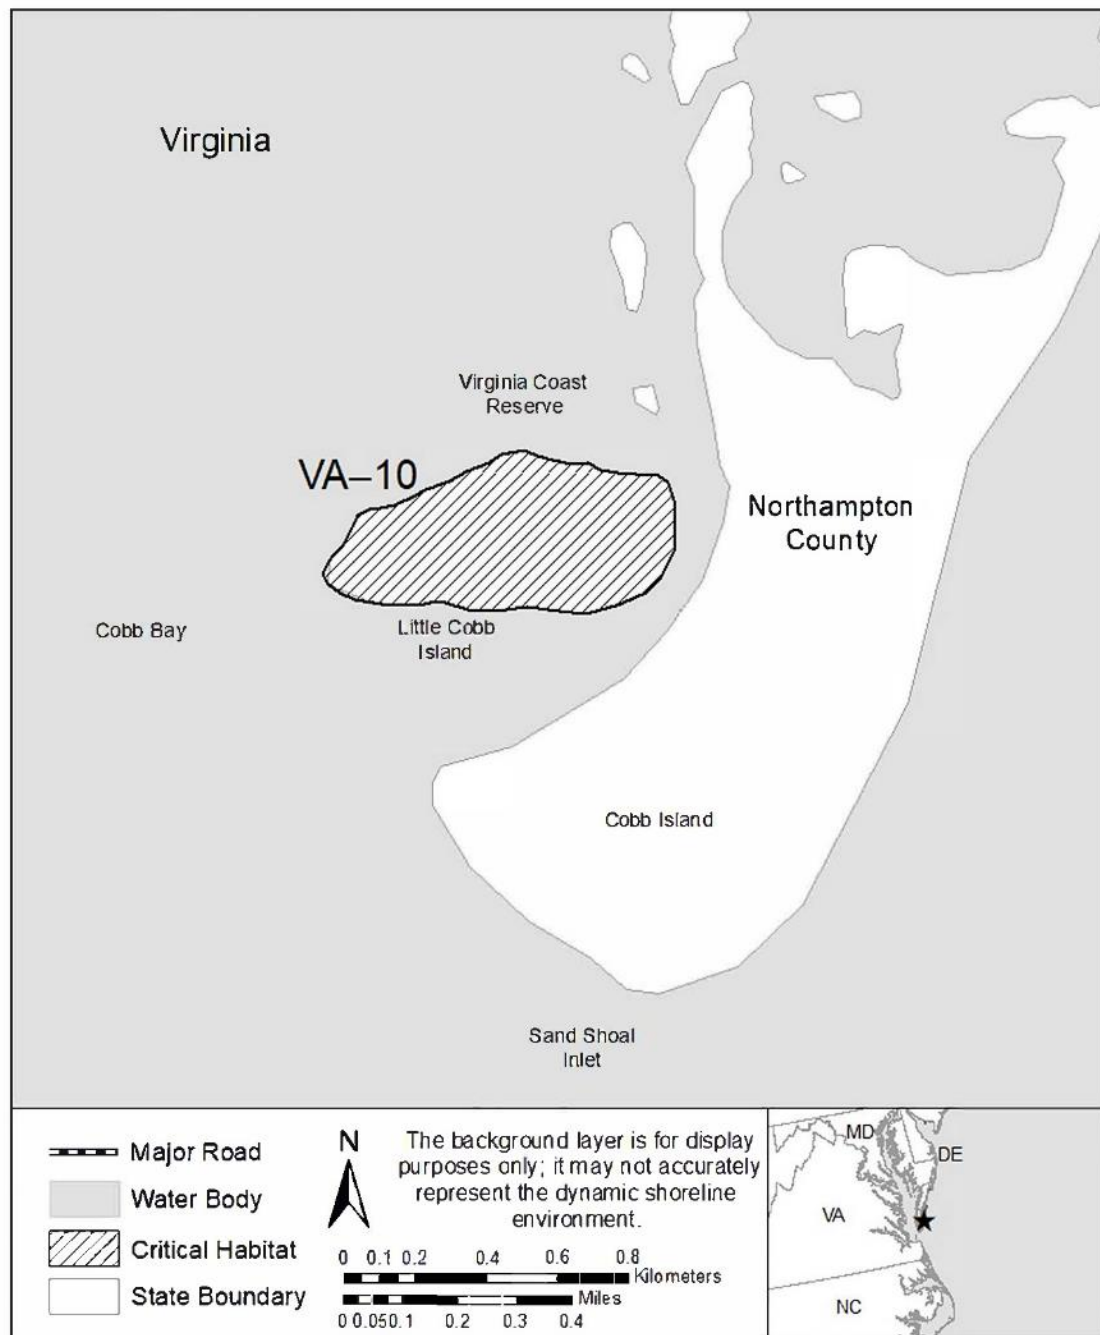 Virginia
Virginia Coast
Reserve
VA–10
Northampton
County
Cobb Bay
Little Cobb
Island
Cobb Island
Sand Shoal
Inlet
Major Road
Water Body
Critical Habitat
State Boundary
N
The background layer is for display
purposes only; it may not accurately
represent the dynamic shoreline
environment.
0 0.1 0.2 0.4 0.6 0.8
Kilometers
Miles
0 0.05 0.1 0.2 0.3 0.4
MD
DE
VA
NC